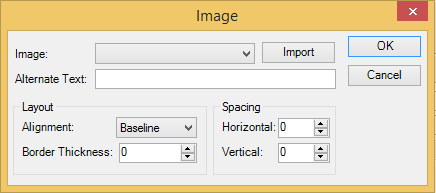 Image
Image: Import OK
Alternate Text: Cancel
Layout Spacing
Alignment: Baseline Horizontal: 0
Border Thickness: 0 Vertical: 0